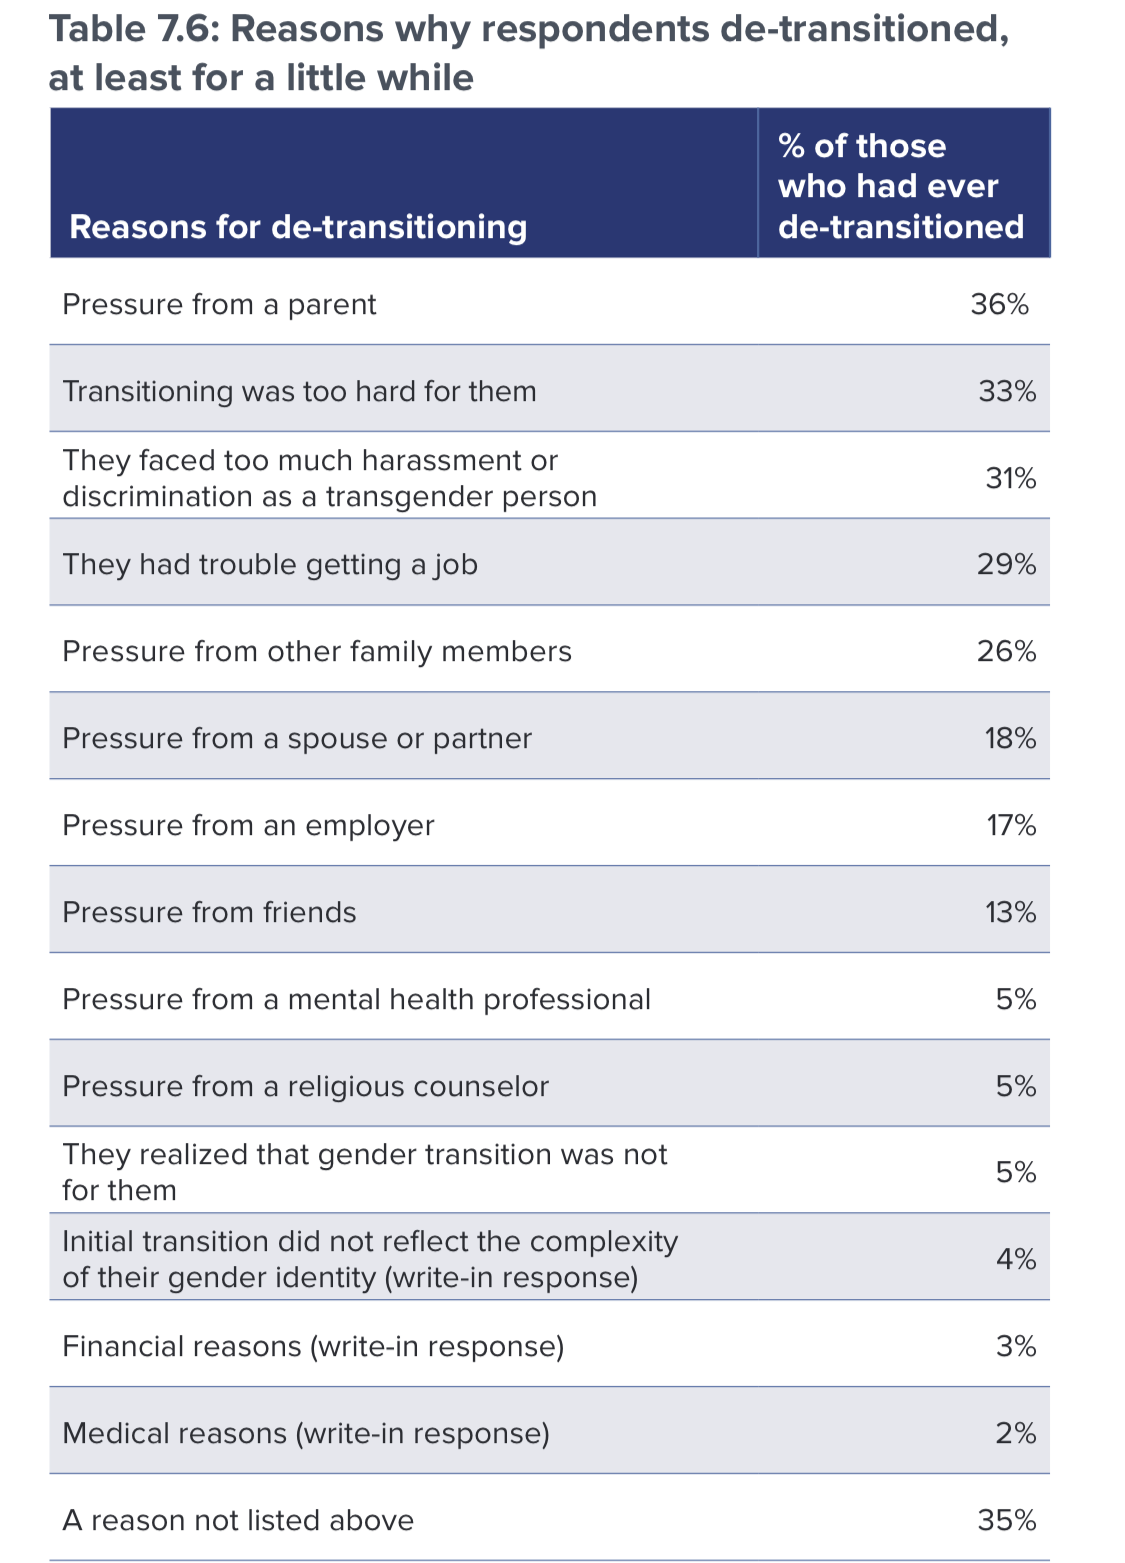 Table 7.6: Reasons why respondents de-transitioned,
at least for a little while
% of those
who had ever
Reasons for de-transitioning de-transitioned
Pressure from a parent 36%
Transitioning was too hard for them 33%
They faced too much harassment or
discrimination as a transgender person 31%
They had trouble getting a job 29%
Pressure from other family members 26%
Pressure from a spouse or partner 18%
Pressure from an employer 17%
Pressure from friends 13%
Pressure from a mental health professional 5%
Pressure from a religious counselor 5%
They realized that gender transition was not
for them 5%
Initial transition did not reflect the complexity
of their gender identity (write-in response) 4%
Financial reasons (write-in response) 3%
Medical reasons (write-in response) 2%
A reason not listed above 35%